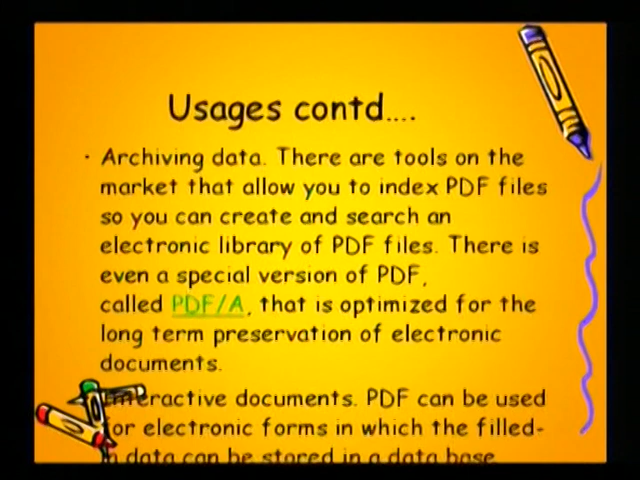 Usages contd....
• Archiving data. There are tools on the
market that allow you to index PDF files
so you can create and search an
electronic library of PDF files. There is
even a special version of PDF,
called PDF/A, that is optimized for the
long term preservation of electronic
documents.
Interactive documents. PDF can be used
for electronic forms in which the filled-
in data can be stored in a data base